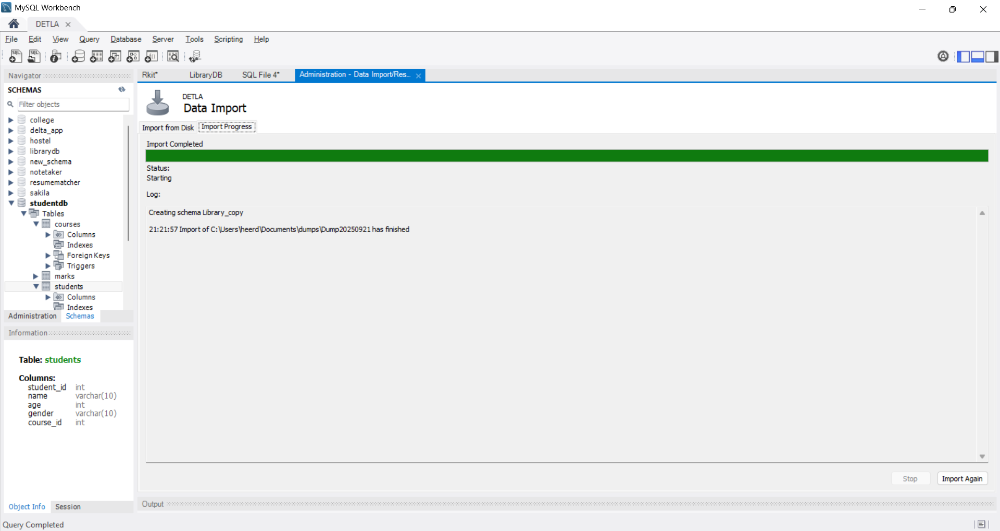 MySQL Workbench
DETLA
File Edit View Query Database Server Tools Scripting Help
SQL SQL
Navigator
SCHEMAS
Filter objects
college
delta_app
hostel
librarydb
new_schema
notetaker
resumematcher
sakila
studentdb
Tables
courses
Columns
Indexes
Foreign Keys
Triggers
marks
students
Columns
Indexes
Administration Schemas
Information
Table: students
Columns:
student_id int
name varchar(10)
age int
gender varchar(10)
course_id int
Object Info Session
Query Completed
Rkit* LibraryDB SQL File 4* Administration - Data Import/Res...
DETLA
Data Import
Import from Disk Import Progress
Import Completed
Status:
Starting
Log:
Creating schema Library_copy
21:21:57 Import of C:\Users\heerd\Documents\dumps\Dump20250921 has finished
Stop Import Again
Output